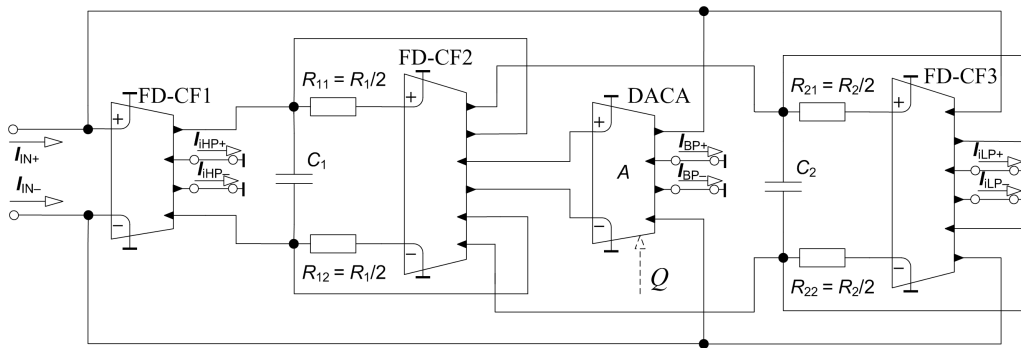 FD-CF1
FD-CF2
DACA
FD-CF3
R11 = R1/2
R21 = R2/2
+
+
+
+
IIN+
IiHP+
IiHP−
C1
A
IBP+
IBP−
C2
IiLP+
IiLP−
IIN−
−
−
−
−
R12 = R1/2
Q
R22 = R2/2